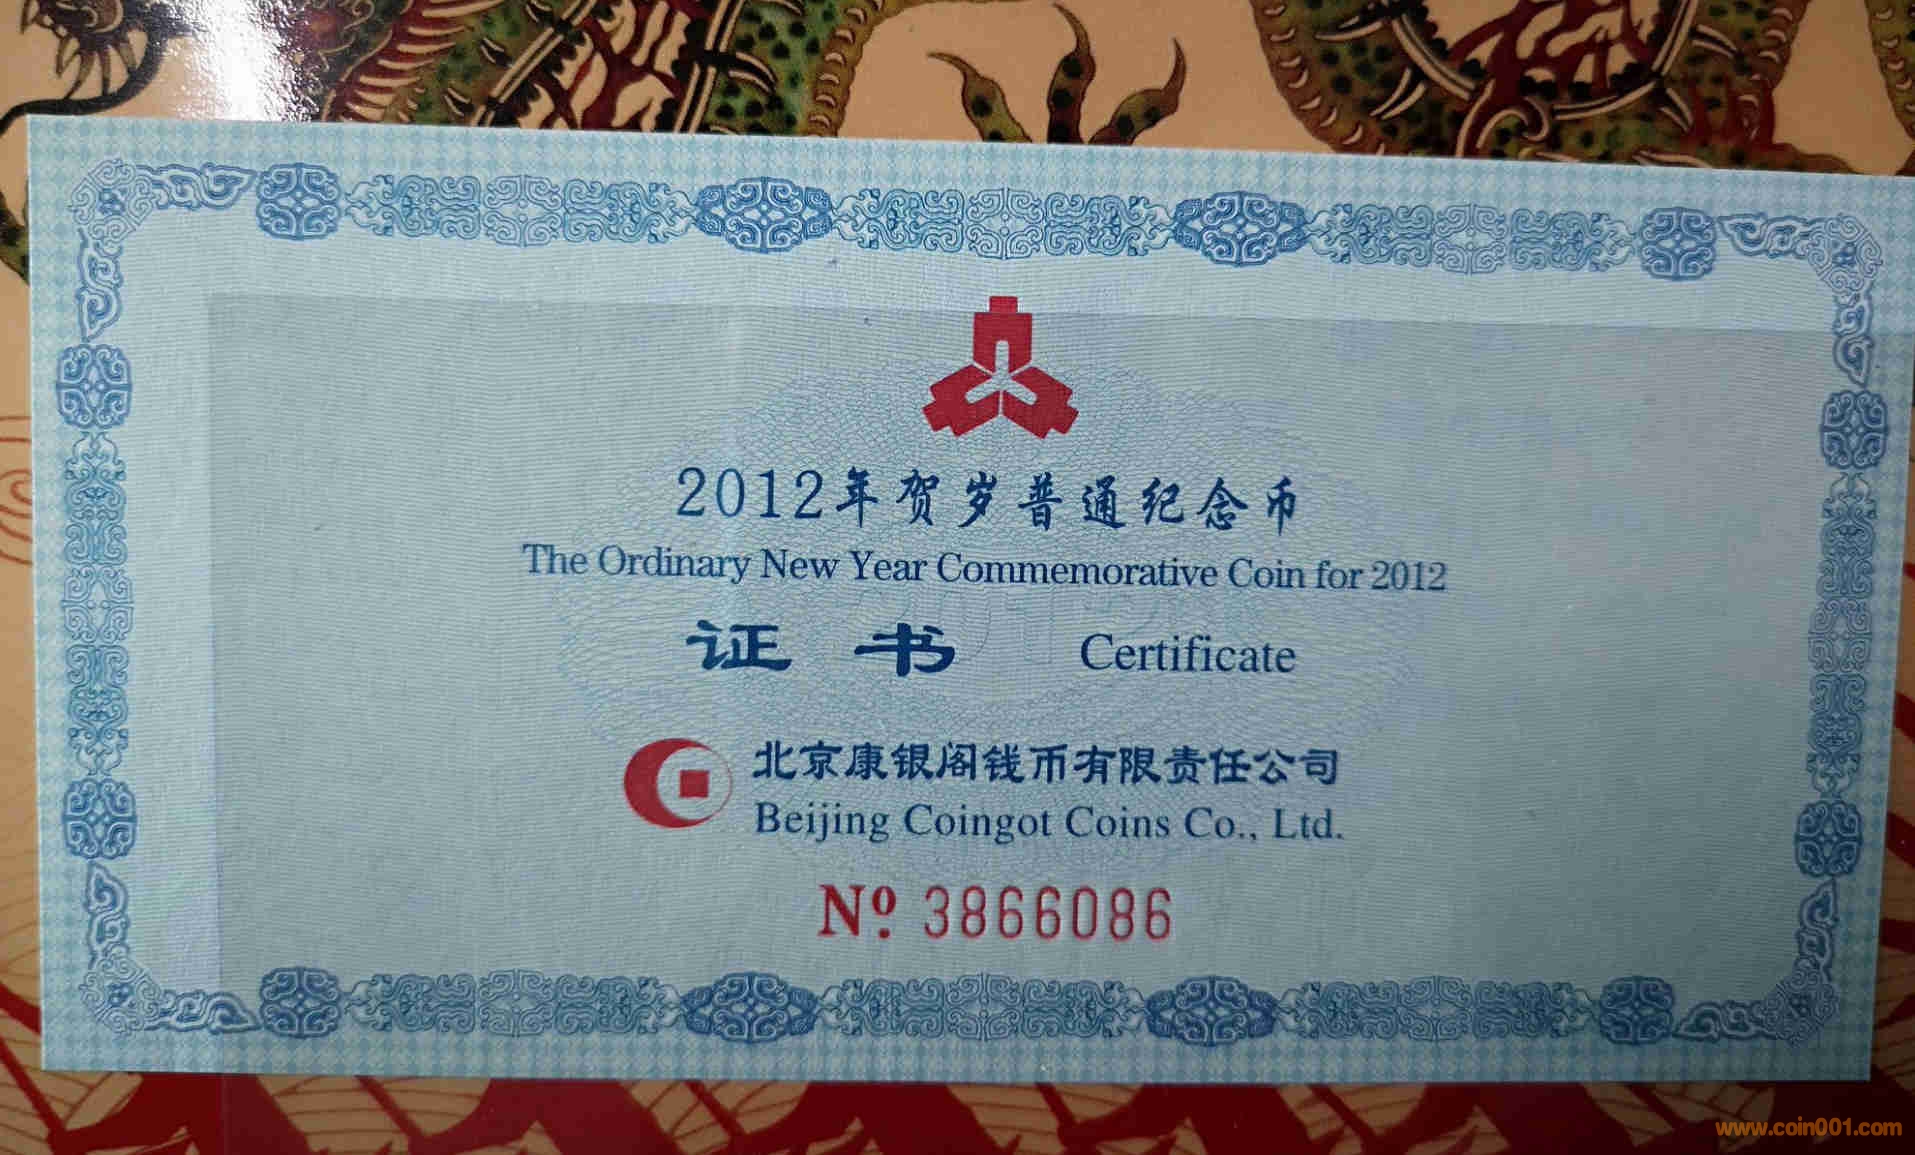 2012年贺岁普通纪念币
The Ordinary New Year Commemorative Coin for 2012
证书 Certificate
北京康银阁钱币有限责任公司
Beijing Coingot Coins Co., Ltd.
Nº 3866086
www.coin001.com